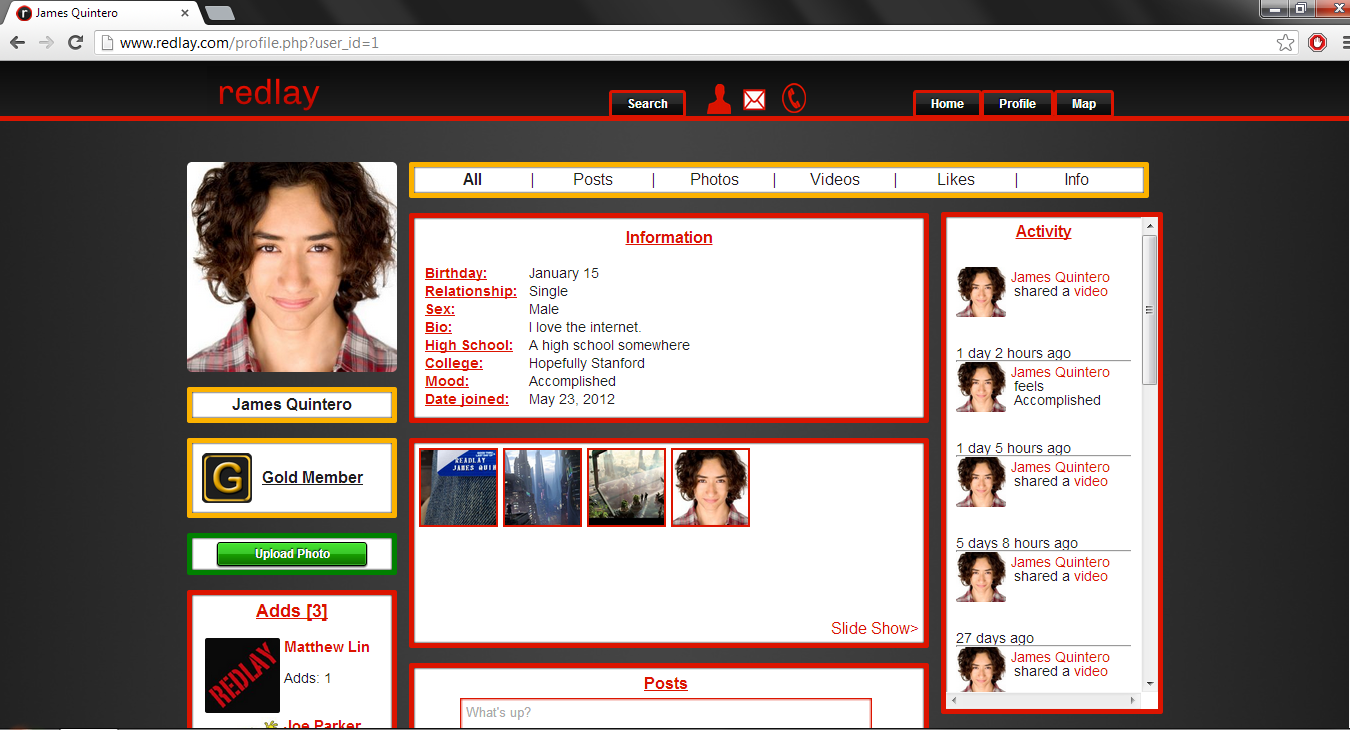 James Quintero
www.redlay.com/profile.php?user_id=1
redlay
Search
Home
Profile
Map
All | Posts | Photos | Videos | Likes | Info
James Quintero
G Gold Member
Upload Photo
Adds [3]
REDLAY
Matthew Lin
Adds: 1
Joe Parker
Information
Birthday: January 15
Relationship: Single
Sex: Male
Bio: I love the internet.
High School: A high school somewhere
College: Hopefully Stanford
Mood: Accomplished
Date joined: May 23, 2012
READLAY
JAMES QUIN
Slide Show>
Posts
What's up?
Activity
James Quintero
shared a video
1 day 2 hours ago
James Quintero
feels
Accomplished
1 day 5 hours ago
James Quintero
shared a video
5 days 8 hours ago
James Quintero
shared a video
27 days ago
James Quintero
shared a video